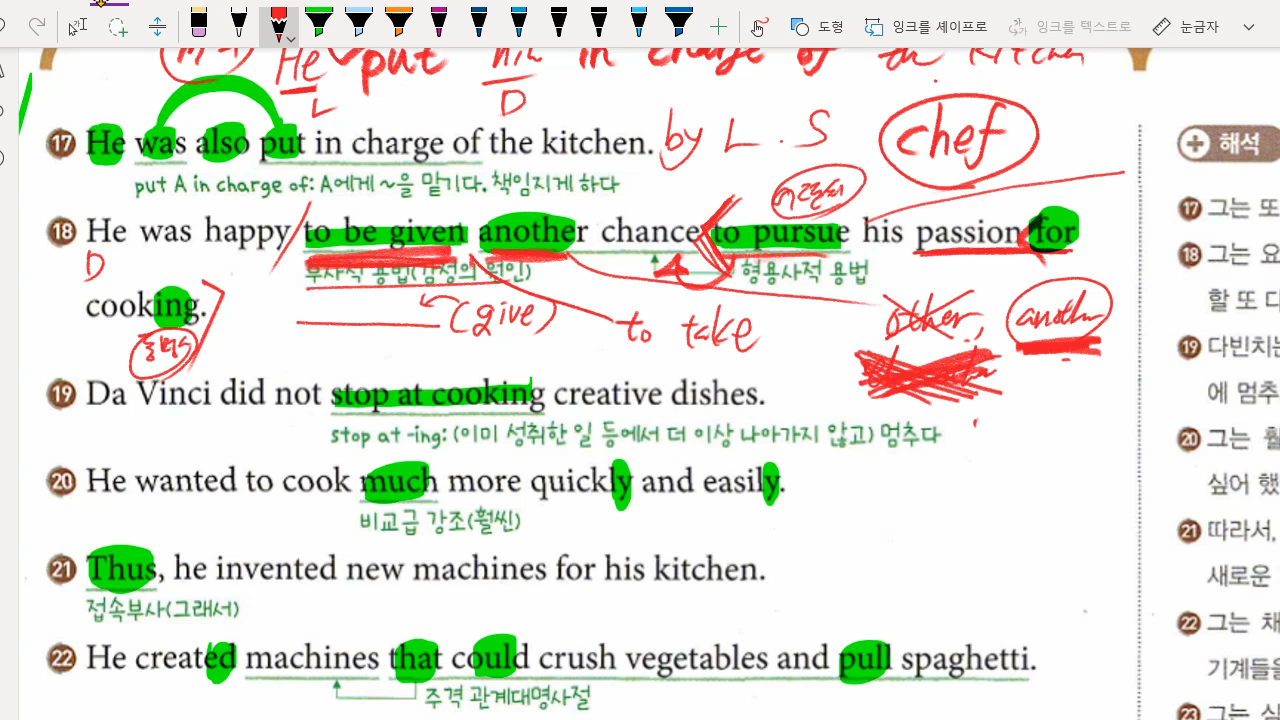 도형 잉크를 셰이프로 잉크를 텍스트로 눈금자
He put him in charge of the kitchen
L D
⑰ He was also put in charge of the kitchen. by L. S chef
put A in charge of: A에게 ~을 맡기다. 책임지게 하다
⑱ He was happy to be given another chance to pursue his passion for
D 부사적 용법(감정의 원인) 형용사적 용법
cooking.
(give) to take other, another
⑲ Da Vinci did not stop at cooking creative dishes.
stop at -ing: (이미 성취한 일 등에서 더 이상 나아가지 않고) 멈추다
⑳ He wanted to cook much more quickly and easily.
비교급 강조(훨씬)
㉑ Thus, he invented new machines for his kitchen.
접속부사(그래서)
㉒ He created machines that could crush vegetables and pull spaghetti.
주격 관계대명사절
해석
⑰ 그는 또
⑱ 그는 요
할 또 다
⑲ 다빈치는
에 멈추
⑳ 그는 훨
싶어 했
㉑ 따라서,
새로운
㉒ 그는 채
기계들을
㉓ 그는